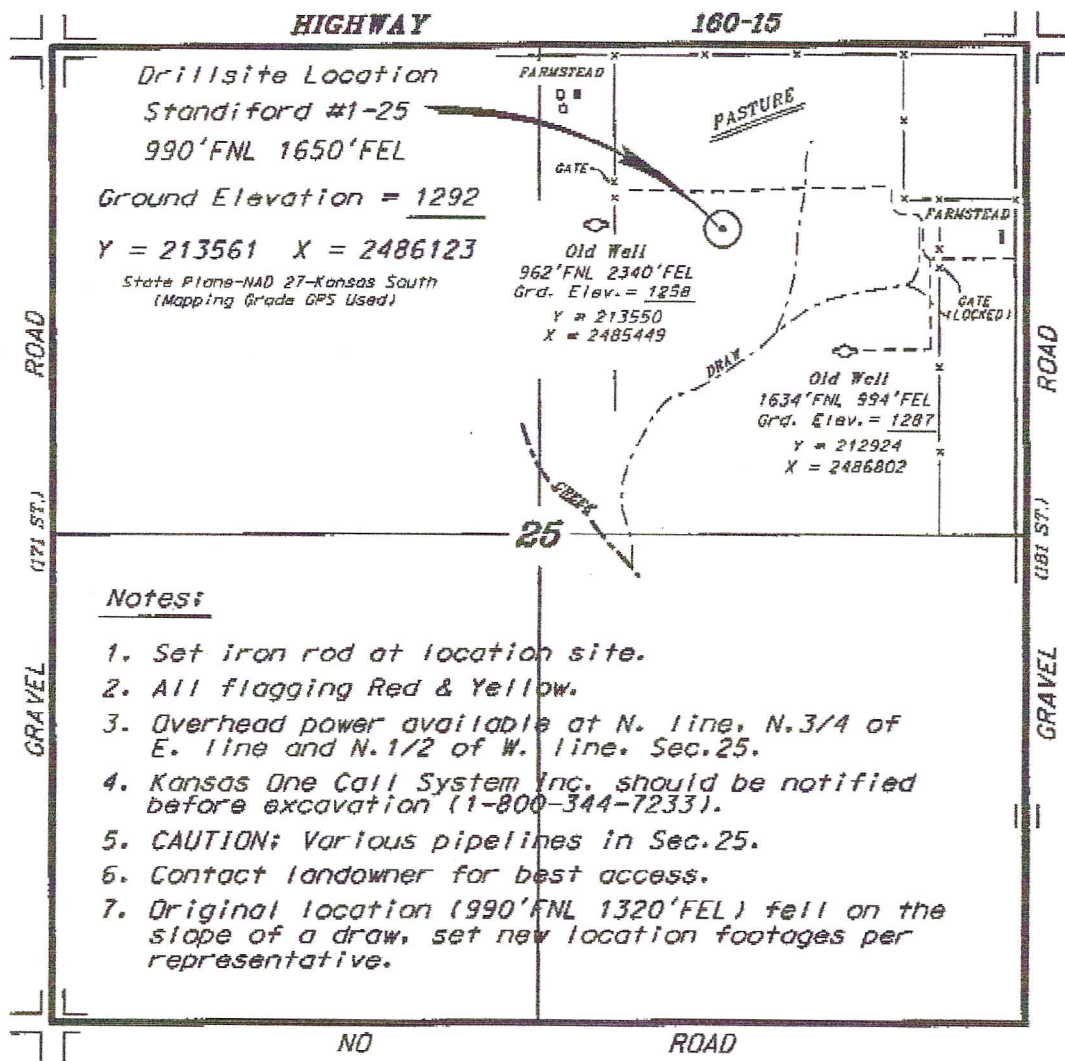 HIGHWAY 160-15
Drillsite Location
Standiford #1-25
990'FNL 1650'FEL
Ground Elevation = 1292
Y = 213561 X = 2486123
State Plane-NAD 27-Kansas South
(Mapping Grade GPS Used)
FARMSTEAD
PASTURE
GATE
FARMSTEAD
Old Well
962'FNL 2340'FEL
Grd. Elev. = 1258
Y = 213550
X = 2485449
GATE
(LOCKED)
DRAW
Old Well
1634'FNL 994'FEL
Grd. Elev. = 1287
Y = 212924
X = 2486802
CREEK
25
ROAD
(171 ST.)
GRAVEL
ROAD
(181 ST.)
GRAVEL
Notes:
1. Set iron rod at location site.
2. All flagging Red & Yellow.
3. Overhead power available at N. line, N.3/4 of
E. line and N.1/2 of W. line, Sec.25.
4. Kansas One Call System Inc. should be notified
before excavation (1-800-344-7233).
5. CAUTION: Various pipelines in Sec.25.
6. Contact landowner for best access.
7. Original location (990'FNL 1320'FEL) fell on the
slope of a draw, set new location footages per
representative.
NO ROAD